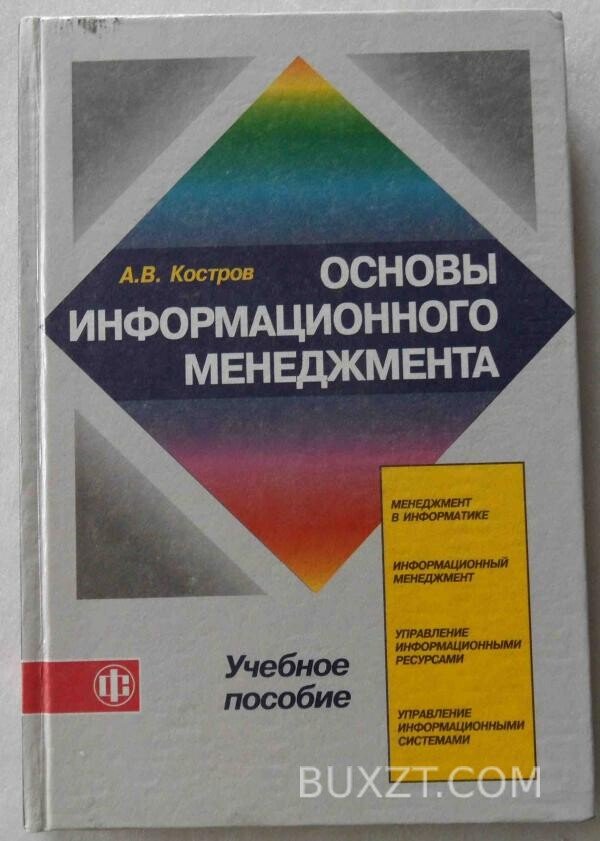 А.В. Костров
ОСНОВЫ
ИНФОРМАЦИОННОГО
МЕНЕДЖМЕНТА
МЕНЕДЖМЕНТ
В ИНФОРМАТИКЕ
ИНФОРМАЦИОННЫЙ
МЕНЕДЖМЕНТ
УПРАВЛЕНИЕ
ИНФОРМАЦИОННЫМИ
РЕСУРСАМИ
УПРАВЛЕНИЕ
ИНФОРМАЦИОННЫМИ
СИСТЕМАМИ
Учебное
пособие
BUXZT.COM